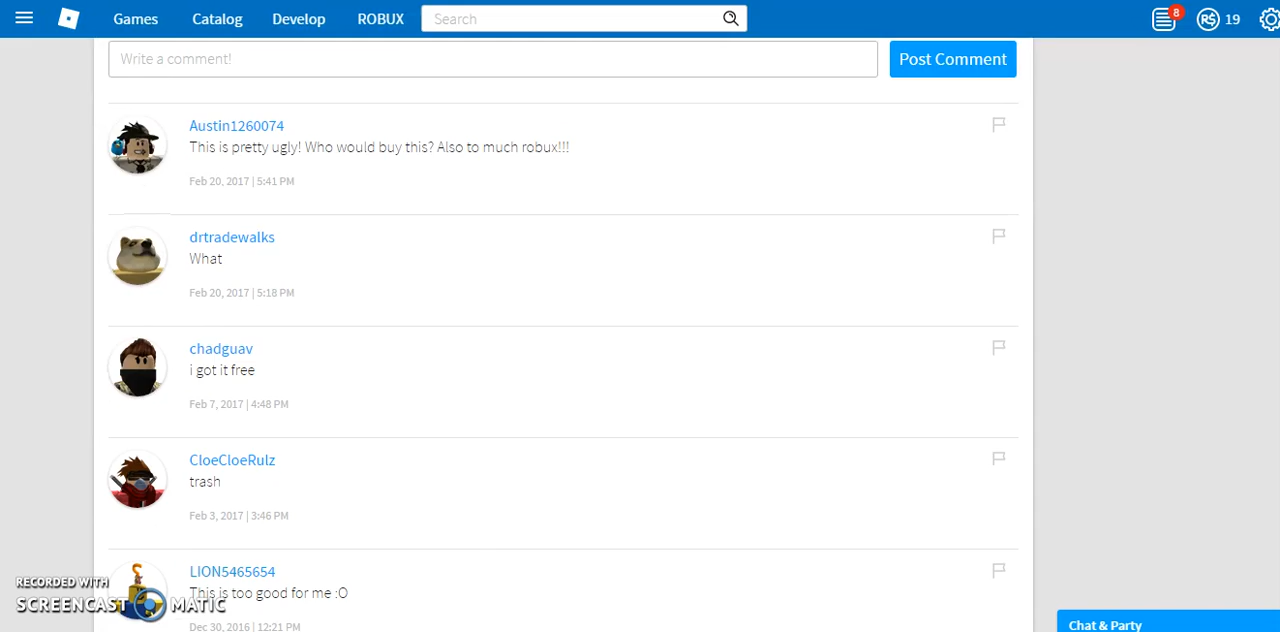 Games Catalog Develop ROBUX Search 8 R$ 19
Write a comment! Post Comment
Austin1260074
This is pretty ugly! Who would buy this? Also to much robux!!!
Feb 20, 2017 | 5:41 PM
drtradewalks
What
Feb 20, 2017 | 5:18 PM
chadguav
i got it free
Feb 7, 2017 | 4:48 PM
CloeCloeRulz
trash
Feb 3, 2017 | 3:46 PM
LION5465654
This is too good for me :O
Dec 30, 2016 | 12:21 PM
RECORDED WITH
SCREENCAST MATIC
Chat & Party